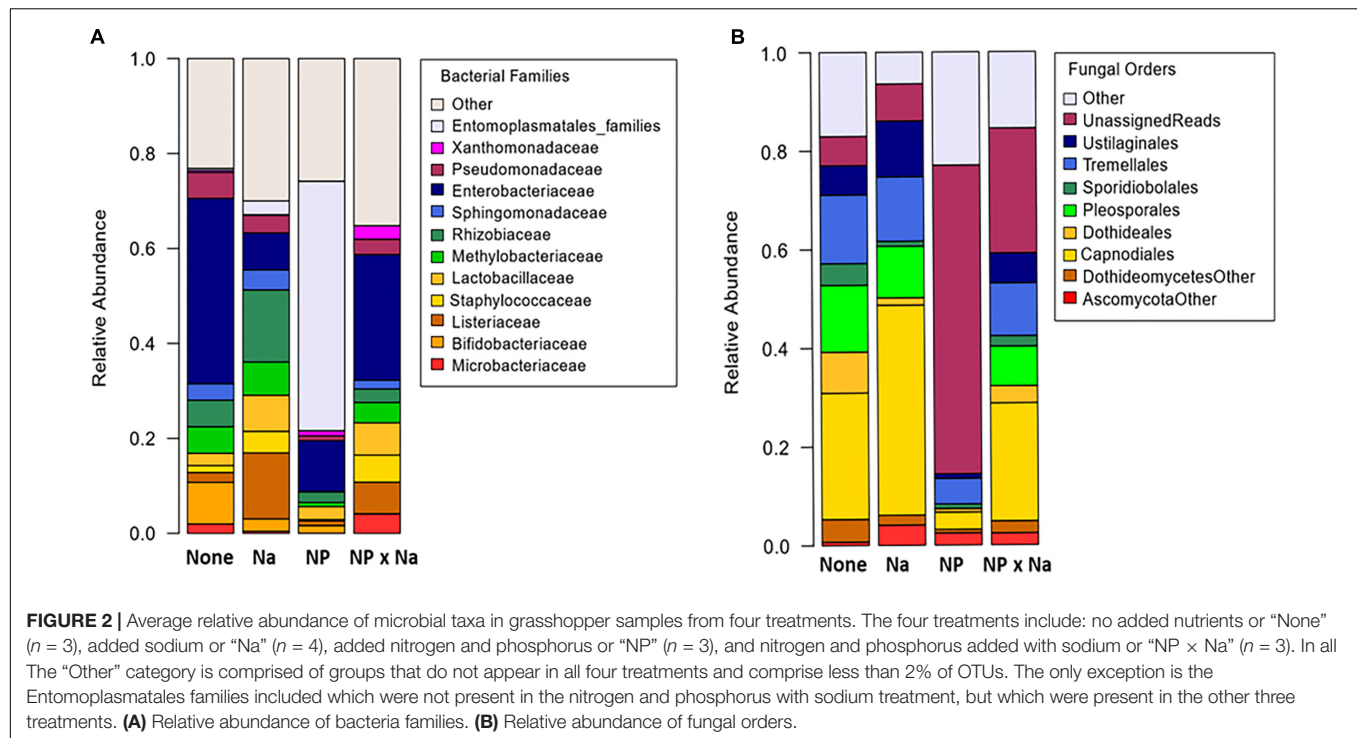 A
1.0
0.8
0.6
0.4
0.2
0.0
Relative Abundance
None Na NP NP x Na
Bacterial Families
Other
Entomoplasmatales_families
Xanthomonadaceae
Pseudomonadaceae
Enterobacteriaceae
Sphingomonadaceae
Rhizobiaceae
Methylobacteriaceae
Lactobacillaceae
Staphylococcaceae
Listeriaceae
Bifidobacteriaceae
Microbacteriaceae
B
1.0
0.8
0.6
0.4
0.2
0.0
Relative Abundance
None Na NP NP x Na
Fungal Orders
Other
UnassignedReads
Ustilaginales
Tremellales
Sporidiobolales
Pleosporales
Dothideales
Capnodiales
DothideomycetesOther
AscomycotaOther
FIGURE 2 | Average relative abundance of microbial taxa in grasshopper samples from four treatments. The four treatments include: no added nutrients or “None”
(n = 3), added sodium or “Na” (n = 4), added nitrogen and phosphorus or “NP” (n = 3), and nitrogen and phosphorus added with sodium or “NP × Na” (n = 3). In all
The “Other” category is comprised of groups that do not appear in all four treatments and comprise less than 2% of OTUs. The only exception is the
Entomoplasmatales families included which were not present in the nitrogen and phosphorus with sodium treatment, but which were present in the other three
treatments. (A) Relative abundance of bacteria families. (B) Relative abundance of fungal orders.